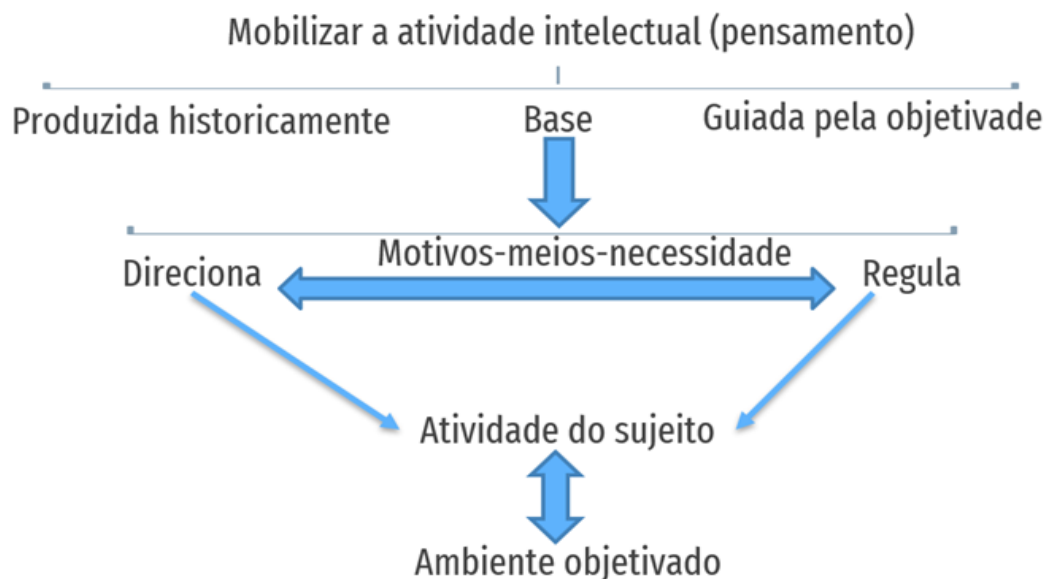 Mobilizar a atividade intelectual (pensamento)
Produzida historicamente
Base
Guiada pela objetivade
Motivos-meios-necessidade
Direciona
Regula
Atividade do sujeito
Ambiente objetivado